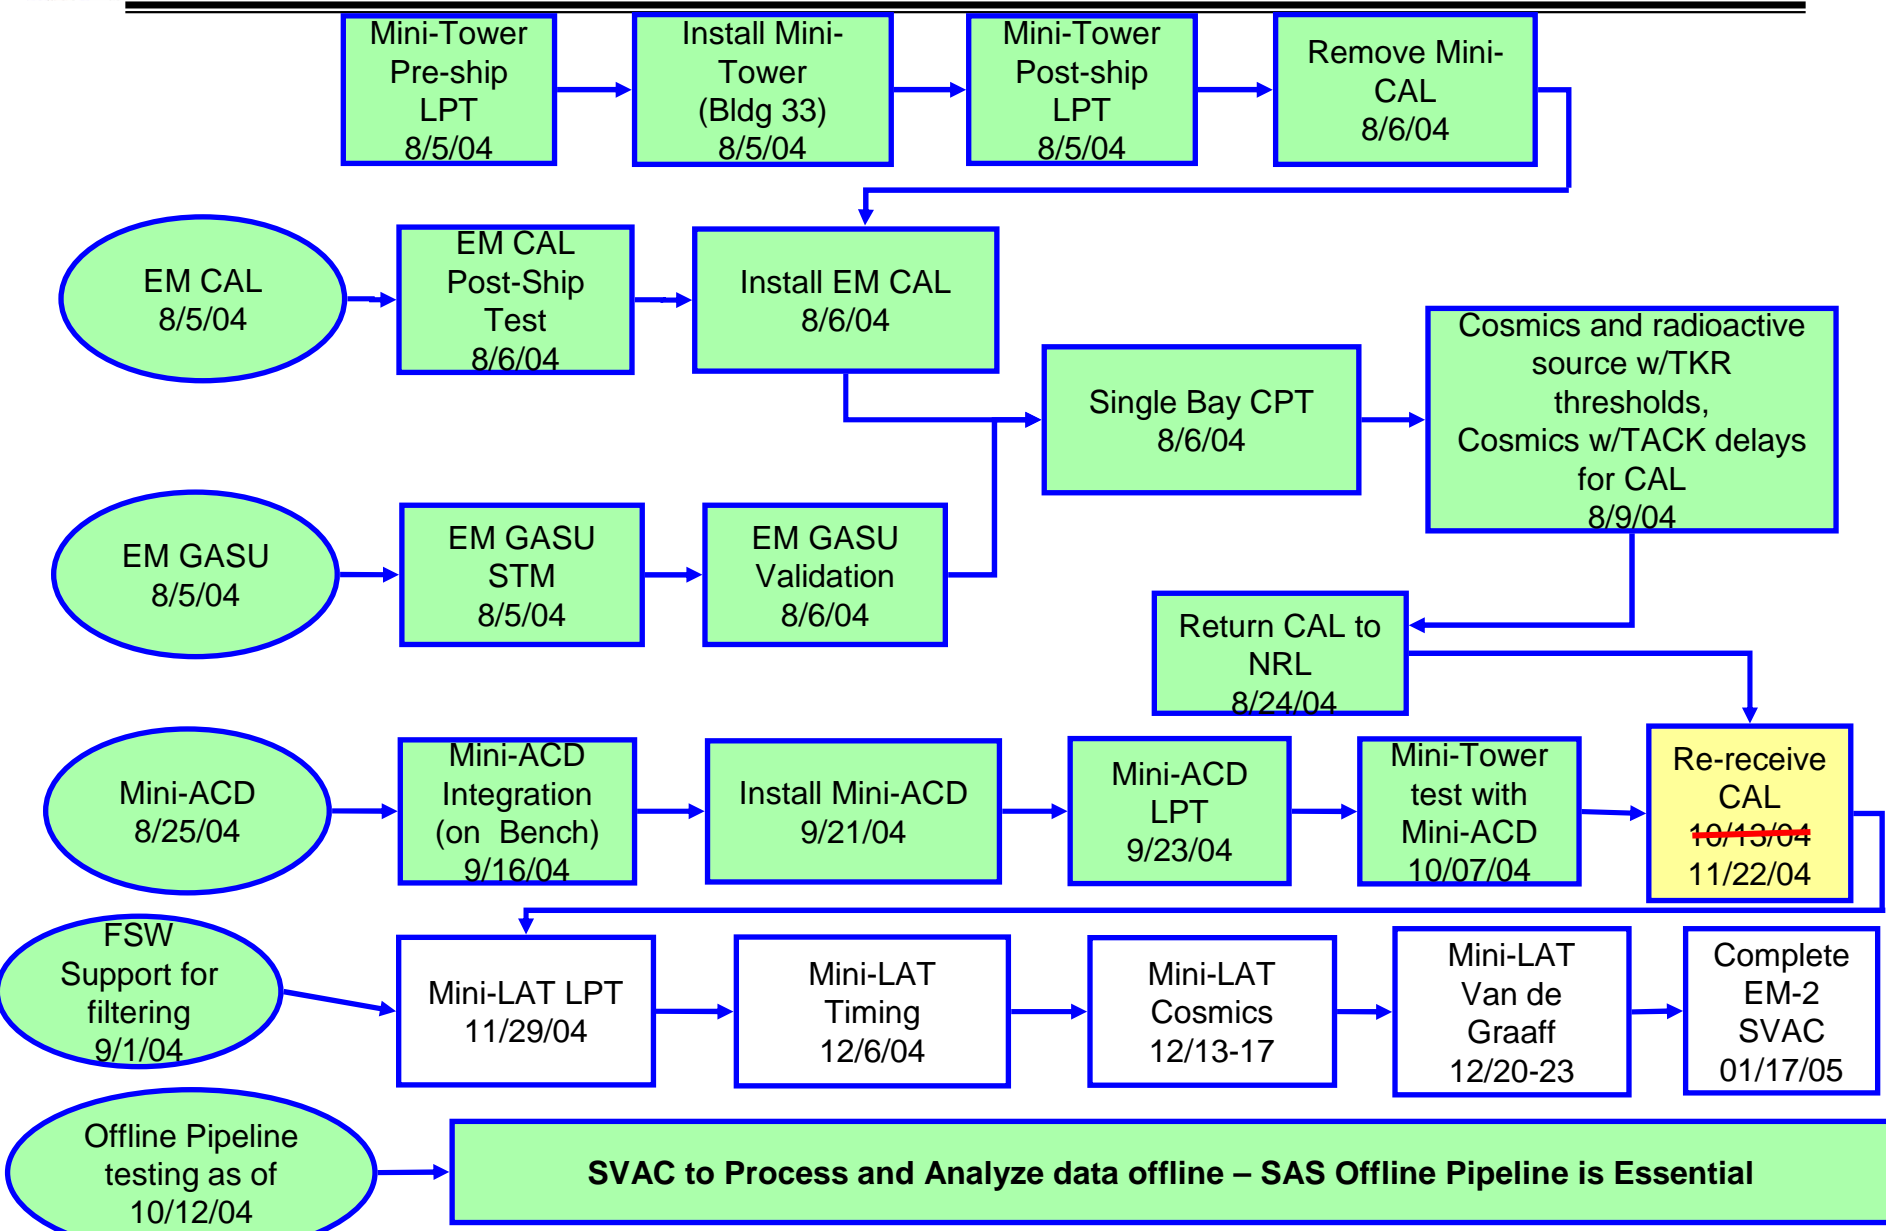 Mini-Tower
Pre-ship
LPT
8/5/04
Install Mini-
Tower
(Bldg 33)
8/5/04
Mini-Tower
Post-ship
LPT
8/5/04
Remove Mini-
CAL
8/6/04
EM CAL
8/5/04
EM CAL
Post-Ship
Test
8/6/04
Install EM CAL
8/6/04
Single Bay CPT
8/6/04
Cosmics and radioactive
source w/TKR
thresholds,
Cosmics w/TACK delays
for CAL
8/9/04
EM GASU
8/5/04
EM GASU
STM
8/5/04
EM GASU
Validation
8/6/04
Return CAL to
NRL
8/24/04
Mini-ACD
8/25/04
Mini-ACD
Integration
(on Bench)
9/16/04
Install Mini-ACD
9/21/04
Mini-ACD
LPT
9/23/04
Mini-Tower
test with
Mini-ACD
10/07/04
Re-receive
CAL
10/13/04
11/22/04
FSW
Support for
filtering
9/1/04
Mini-LAT LPT
11/29/04
Mini-LAT
Timing
12/6/04
Mini-LAT
Cosmics
12/13-17
Mini-LAT
Van de
Graaff
12/20-23
Complete
EM-2
SVAC
01/17/05
Offline Pipeline
testing as of
10/12/04
SVAC to Process and Analyze data offline – SAS Offline Pipeline is Essential